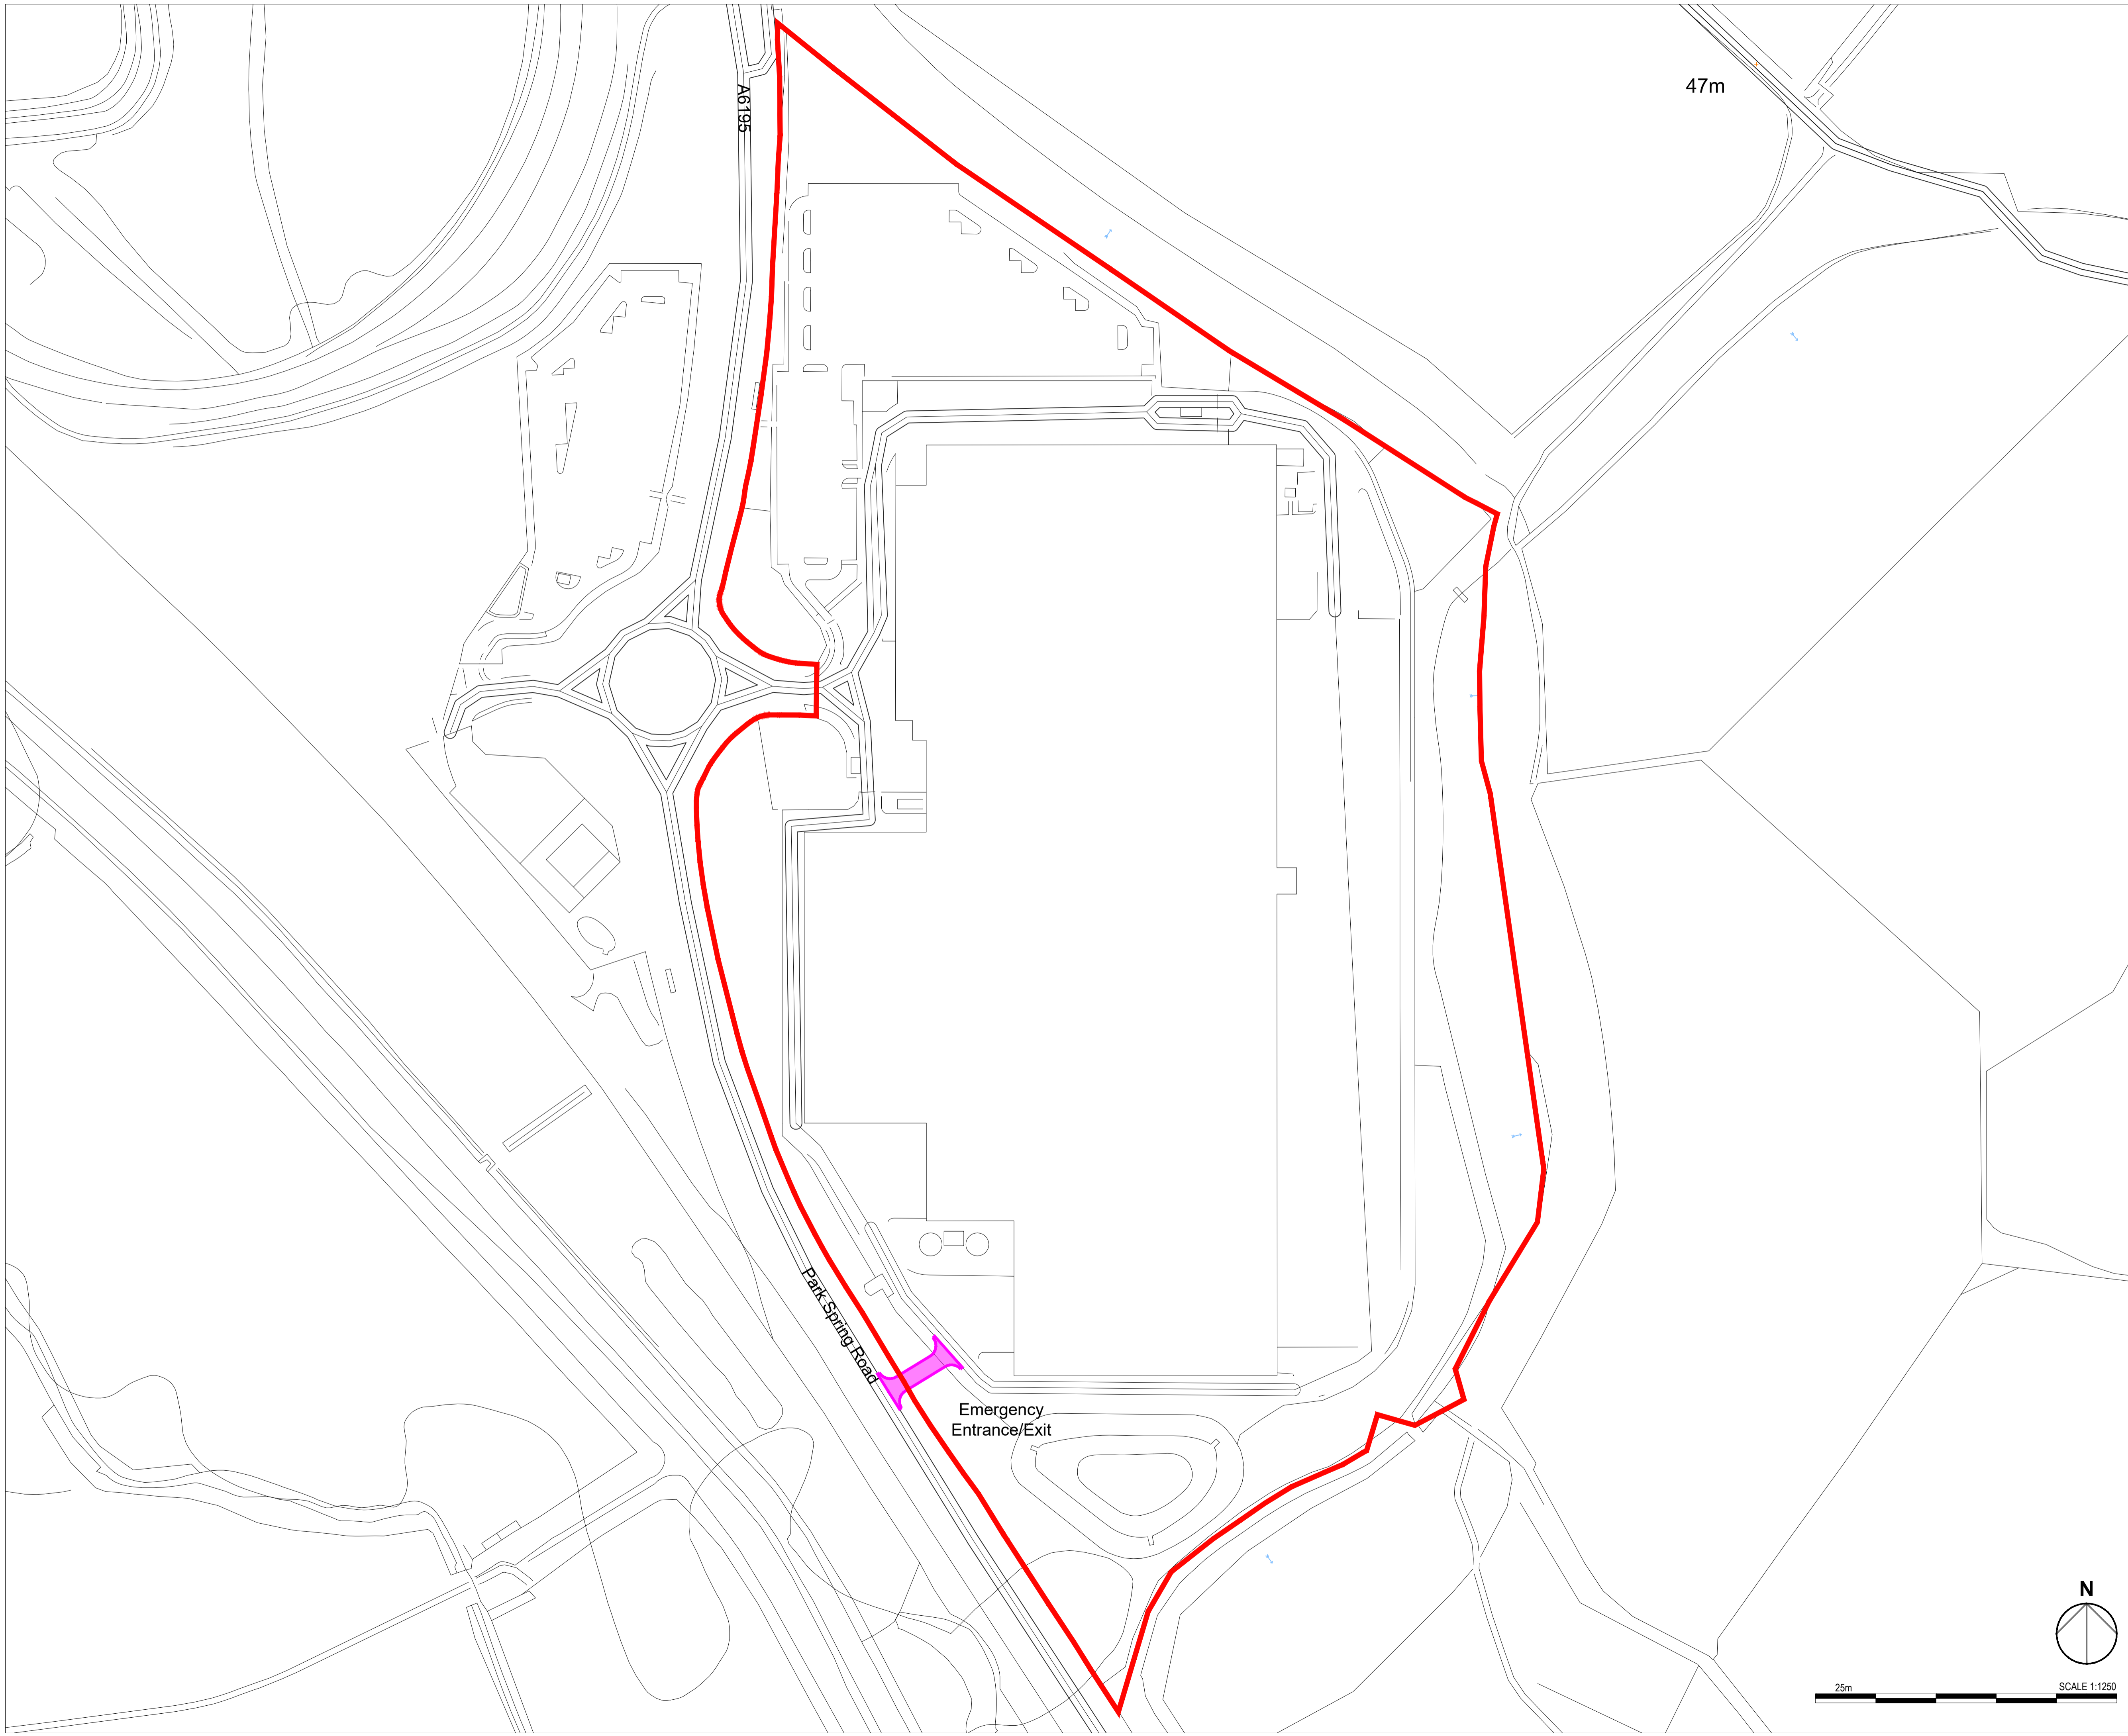 47m
A6195
Park Spring Road
Emergency
Entrance/Exit
N
25m
SCALE 1:1250